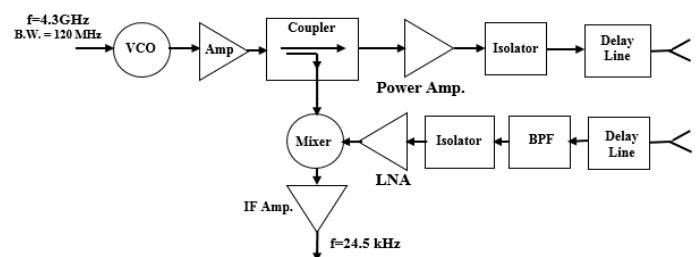 f=4.3GHz
B.W. = 120 MHz
VCO
Amp
Coupler
Power Amp.
Isolator
Delay
Line
Mixer
LNA
Isolator
BPF
Delay
Line
IF Amp.
f=24.5 kHz